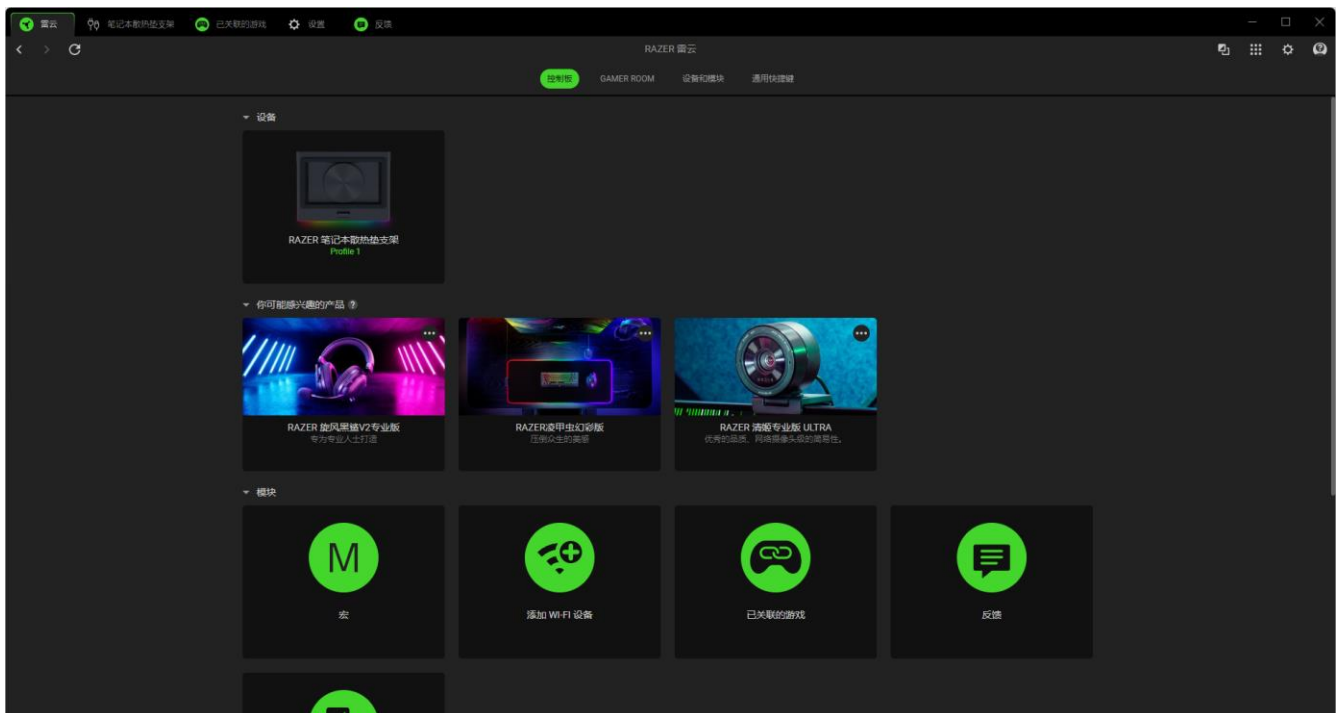 雷云
笔记本散热垫支架
已关联的游戏
设置
反馈
RAZER 雷云
控制板
GAMER ROOM
设备和模块
通用快捷键
设备
RAZER 笔记本散热垫支架
Profile 1
你可能感兴趣的产品 ?
RAZER 旋风黑鲨V2专业版
专为专业人士打造
RAZER凌甲虫幻彩版
压倒众生的美感
RAZER 清姬专业版 ULTRA
优秀的品质、网络摄像头级的简易性。
模块
M
宏
添加 WI-FI 设备
已关联的游戏
反馈